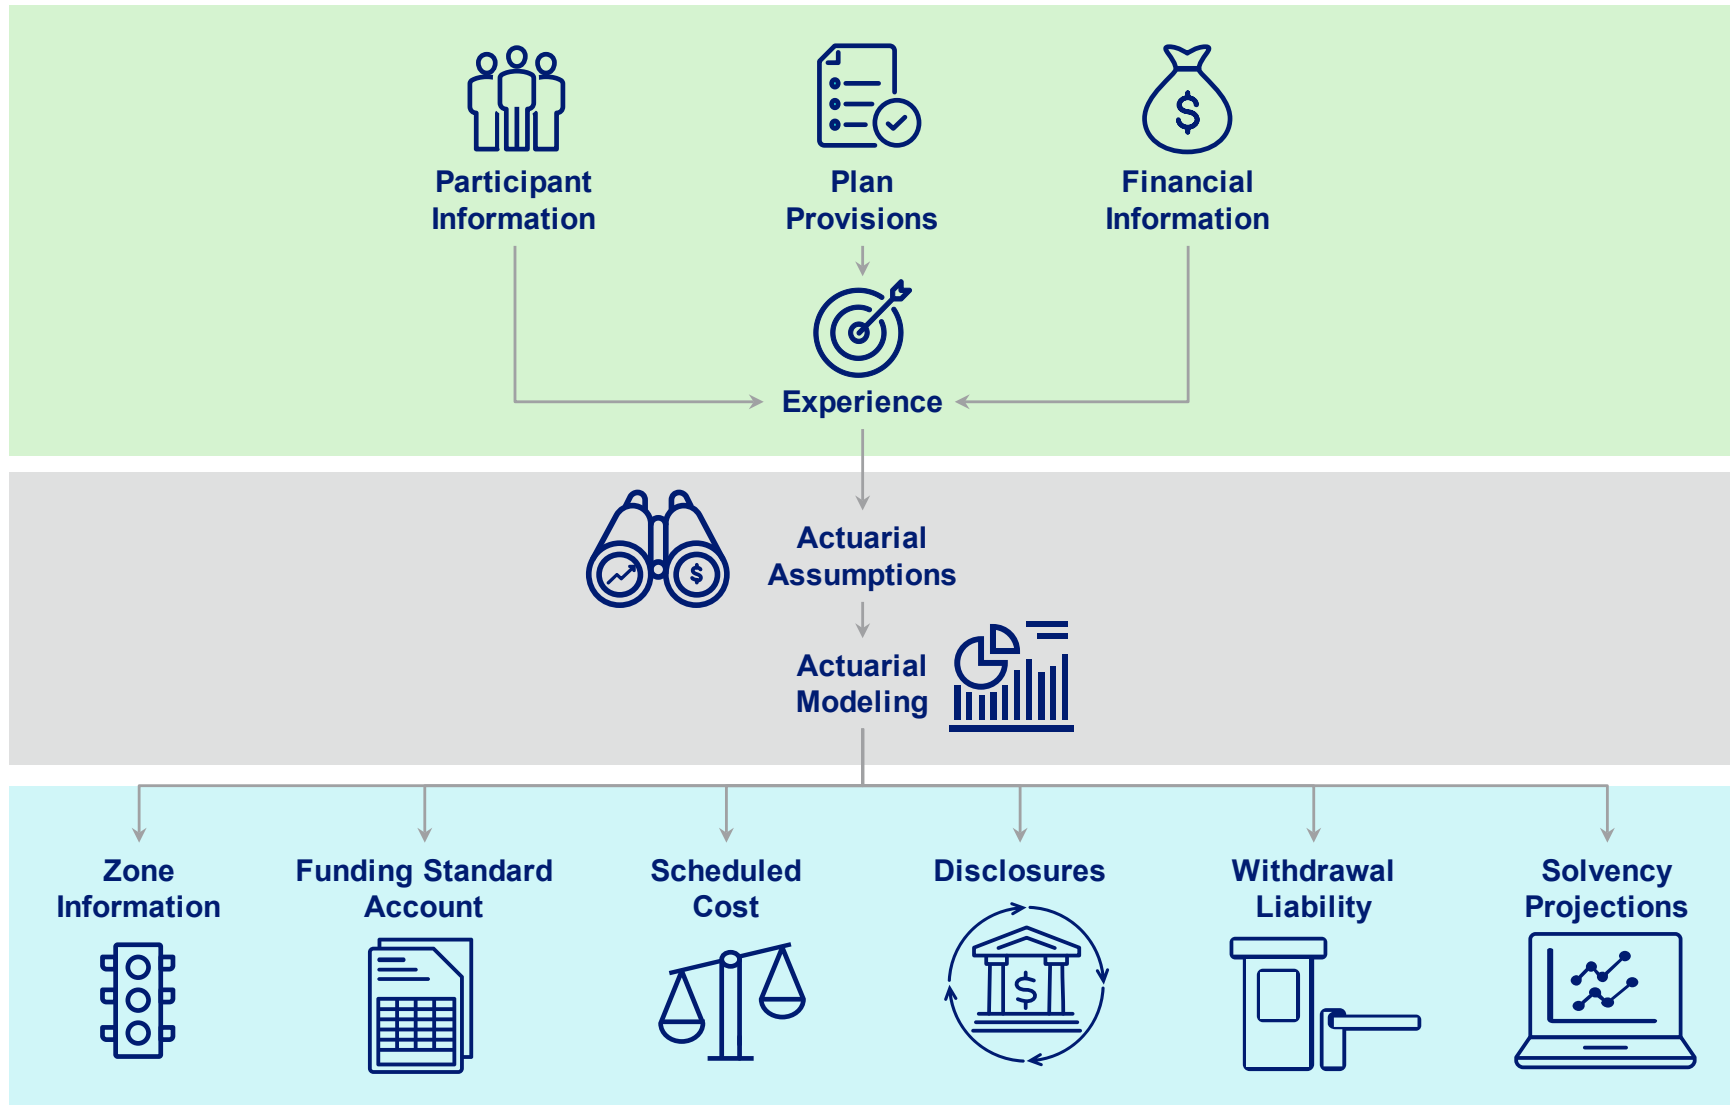 Participant
Information
Plan
Provisions
Financial
Information
Experience
Actuarial
Assumptions
Actuarial
Modeling
Zone
Information
Funding Standard
Account
Scheduled
Cost
Disclosures
Withdrawal
Liability
Solvency
Projections